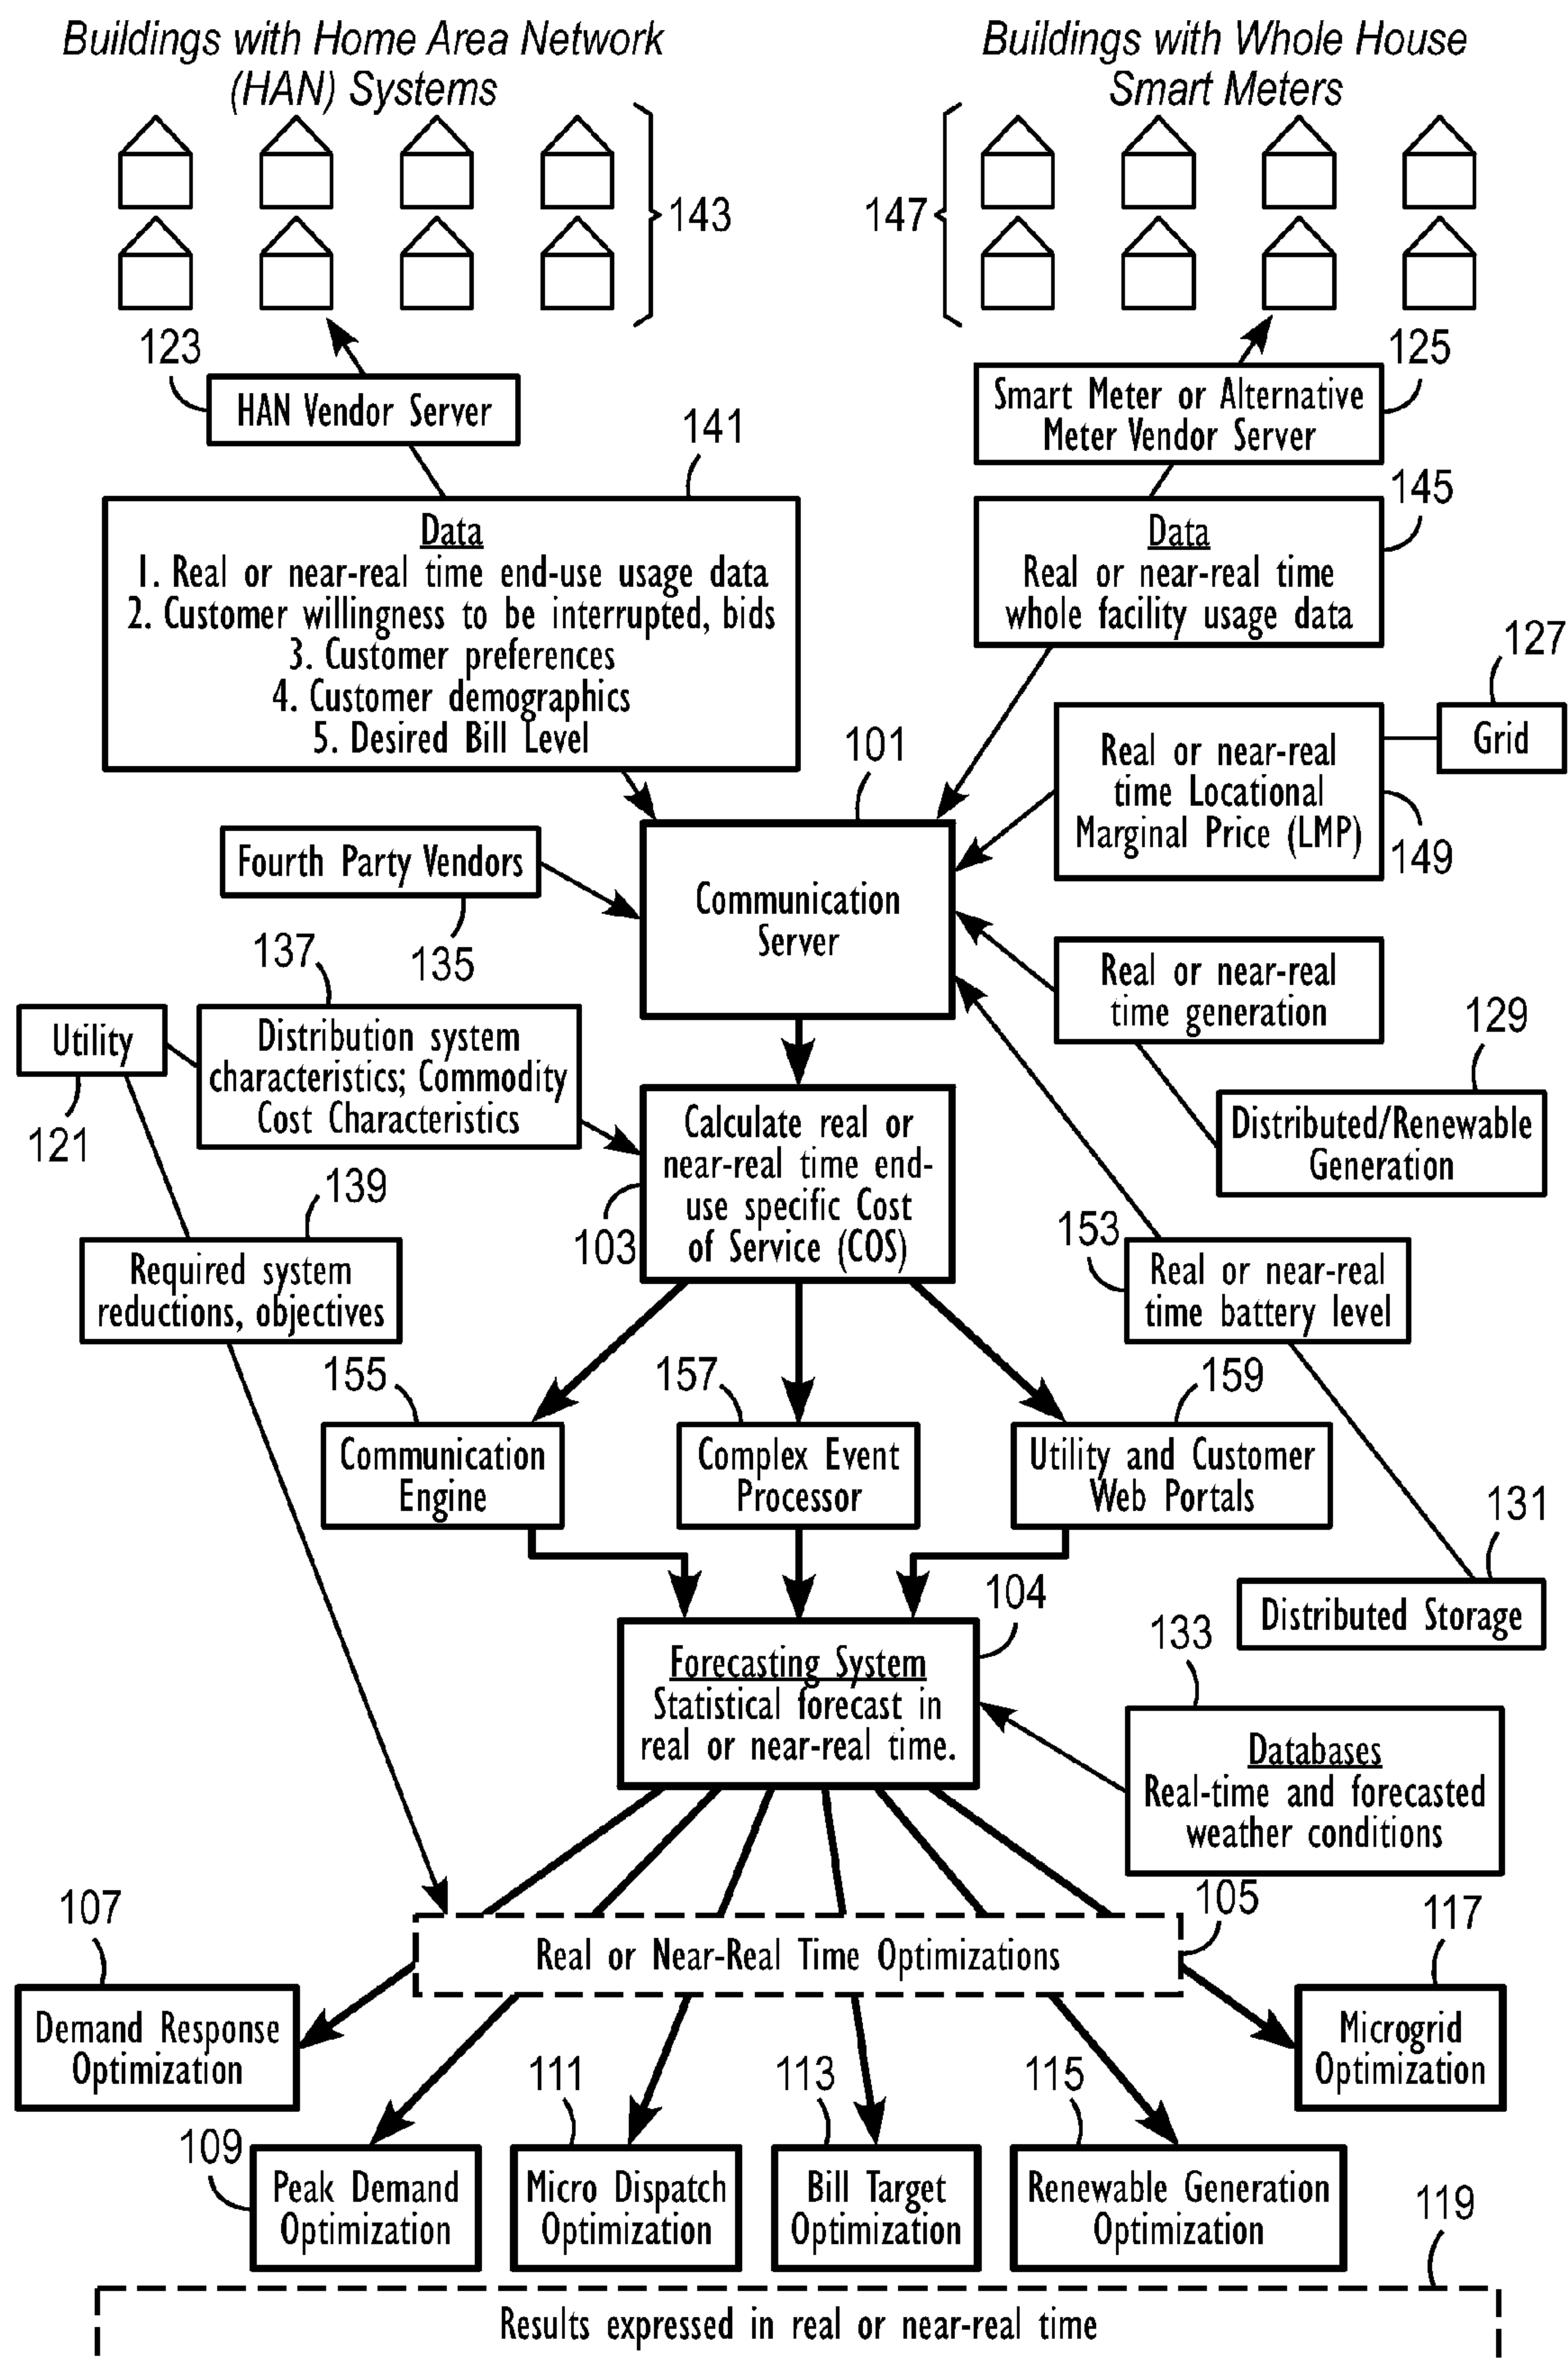 Buildings with Home Area Network
(HAN) Systems
Buildings with Whole House
Smart Meters
143
147
123
HAN Vendor Server
125
Smart Meter or Alternative
Meter Vendor Server
141
Data
1. Real or near-real time end-use usage data
2. Customer willingness to be interrupted, bids
3. Customer preferences
4. Customer demographics
5. Desired Bill Level
145
Data
Real or near-real time
whole facility usage data
127
Grid
Real or near-real
time Locational
Marginal Price (LMP)
149
101
Communication
Server
Fourth Party Vendors
135
137
Distribution system
characteristics; Commodity
Cost Characteristics
Utility
121
Real or near-real
time generation
129
Distributed/Renewable
Generation
Calculate real or
near-real time end-
use specific Cost
of Service (COS)
103
139
Required system
reductions, objectives
153
Real or near-real
time battery level
155
Communication
Engine
157
Complex Event
Processor
159
Utility and Customer
Web Portals
131
Distributed Storage
104
Forecasting System
Statistical forecast in
real or near-real time.
133
Databases
Real-time and forecasted
weather conditions
105
Real or Near-Real Time Optimizations
107
Demand Response
Optimization
117
Microgrid
Optimization
109
Peak Demand
Optimization
111
Micro Dispatch
Optimization
113
Bill Target
Optimization
115
Renewable Generation
Optimization
119
Results expressed in real or near-real time